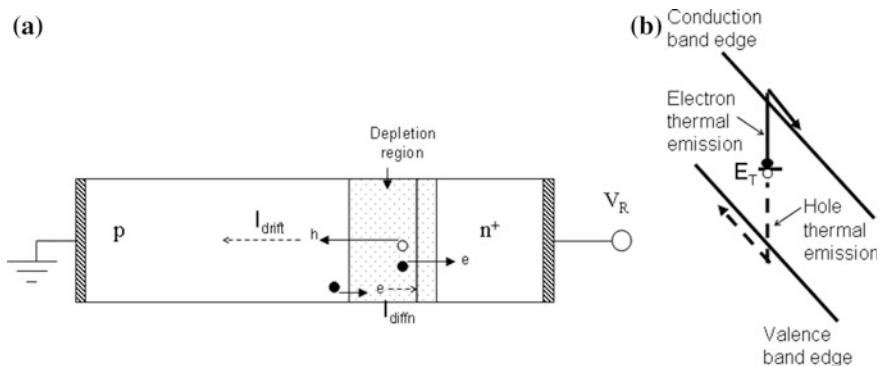 (a)
Depletion
region
p
I_drift
h
n⁺
e
e
I_diffn
V_R
(b)
Conduction
band edge
Electron
thermal
emission
E_T
Hole
thermal
emission
Valence
band edge